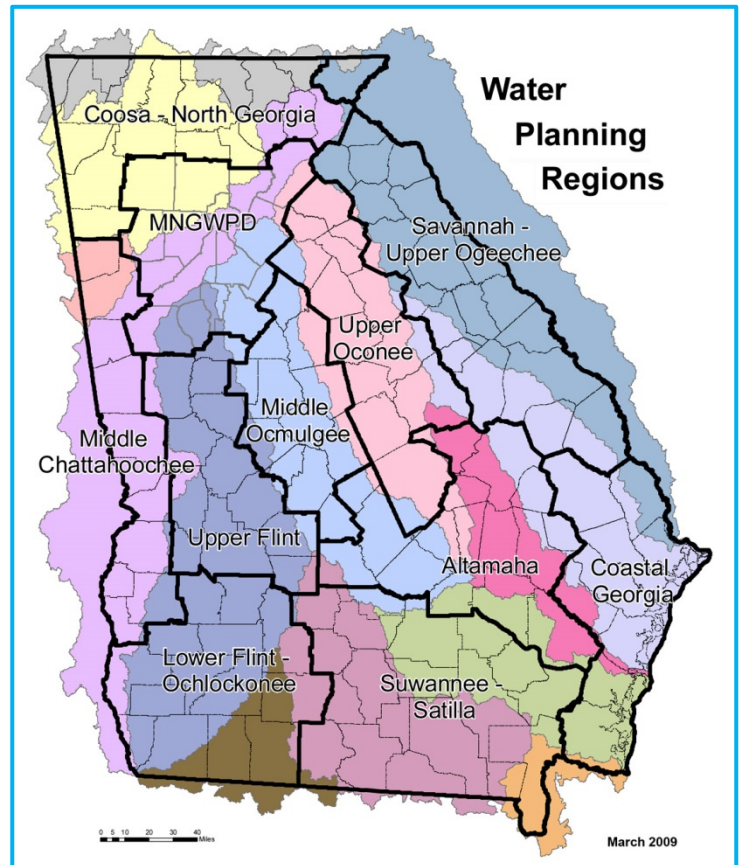 Water
Planning
Regions
Coosa - North Georgia
MNGWPD
Savannah -
Upper Ogeechee
Upper
Oconee
Middle
Ocmulgee
Middle
Chattahoochee
Upper Flint
Altamaha
Coastal
Georgia
Lower Flint -
Ochlockonee
Suwannee -
Satilla
0 5 10 20 30 40
Miles
March 2009